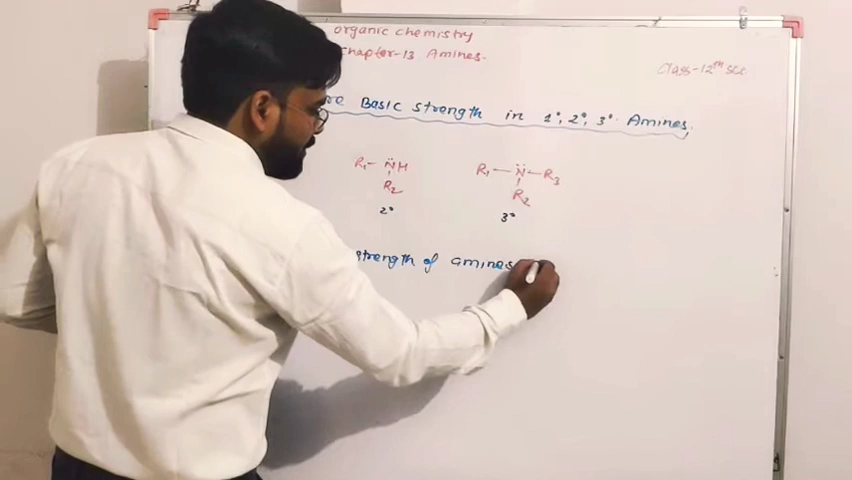 organic chemistry
chapter-13 Amines.
Class-12th sci.
Basic strength in 1°, 2°, 3° Amines.
R₁- N̈H
R₂
2°
R₁—N̈—R₃
R₂
3°
strength of amines